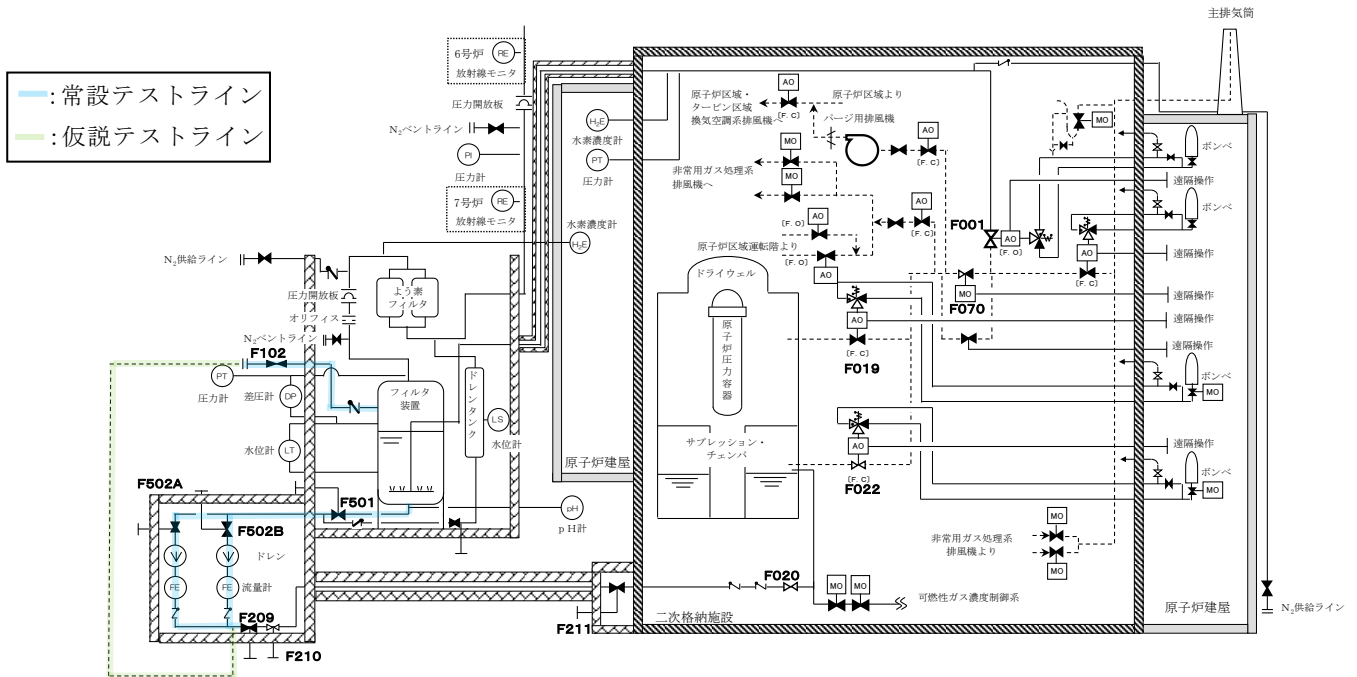 主排気筒
6号炉
RE
放射線モニタ
━: 常設テストライン
━: 仮説テストライン
圧力開放板
N₂ベントライン
PI
圧力計
7号炉
RE
放射線モニタ
H₂E
水素濃度計
PT
圧力計
水素濃度計
H₂E
N₂供給ライン
圧力開放板
オリフィス
N₂ベントライン
よう素
フィルタ
F102
PT
圧力計
差圧計
DP
フィルタ
装置
ドレンタンク
LS
水位計
水位計
LT
原子炉建屋
F502A
F501
F502B
pH
pH計
ドレン
流量計
FE
FE
F209
F210
F211
原子炉区域・
タービン区域
換気空調系排風機へ
AO
(F. C)
原子炉区域より
パージ用排風機
AO
(F. C)
MO
非常用ガス処理系
排風機へ
MO
AO
(F. O)
AO
(F. C)
原子炉区域運転階より
(F. O)
AO
ドライウェル
原子炉圧力容器
サプレッション・
チェンバ
F001
AO
(F. O)
MO
AO
(F. C)
MO
F070
AO
(F. C)
F019
AO
(F. C)
F022
MO
非常用ガス処理系
排風機より
MO
F020
MO
MO
可燃性ガス濃度制御系
二次格納施設
ボンベ
遠隔操作
ボンベ
遠隔操作
遠隔操作
遠隔操作
遠隔操作
ボンベ
MO
遠隔操作
ボンベ
MO
原子炉建屋
N₂供給ライン